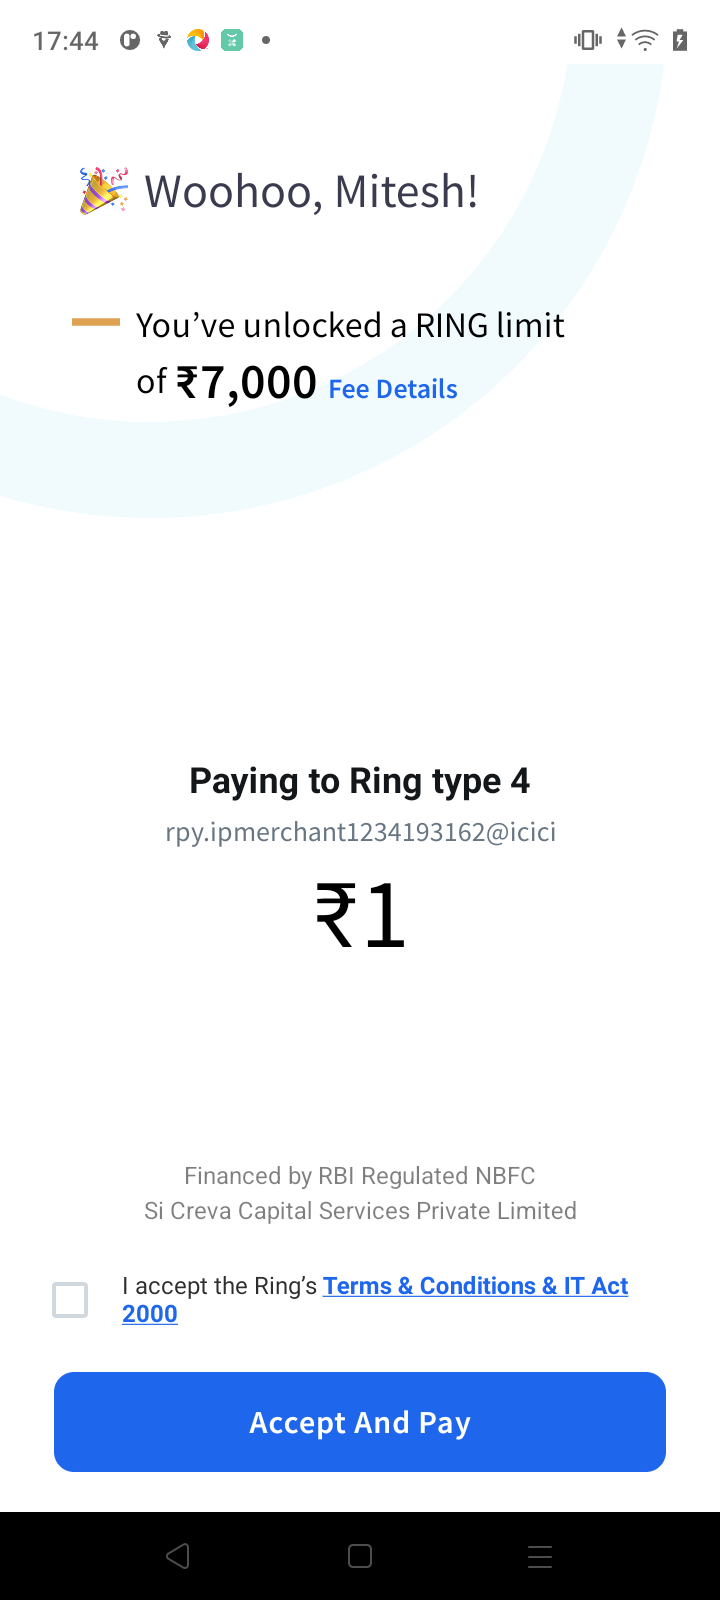 17:44
Woohoo, Mitesh!
You’ve unlocked a RING limit
of ₹7,000 Fee Details
Paying to Ring type 4
rpy.ipmerchant1234193162@icici
₹1
Financed by RBI Regulated NBFC
Si Creva Capital Services Private Limited
I accept the Ring’s Terms & Conditions & IT Act
2000
Accept And Pay